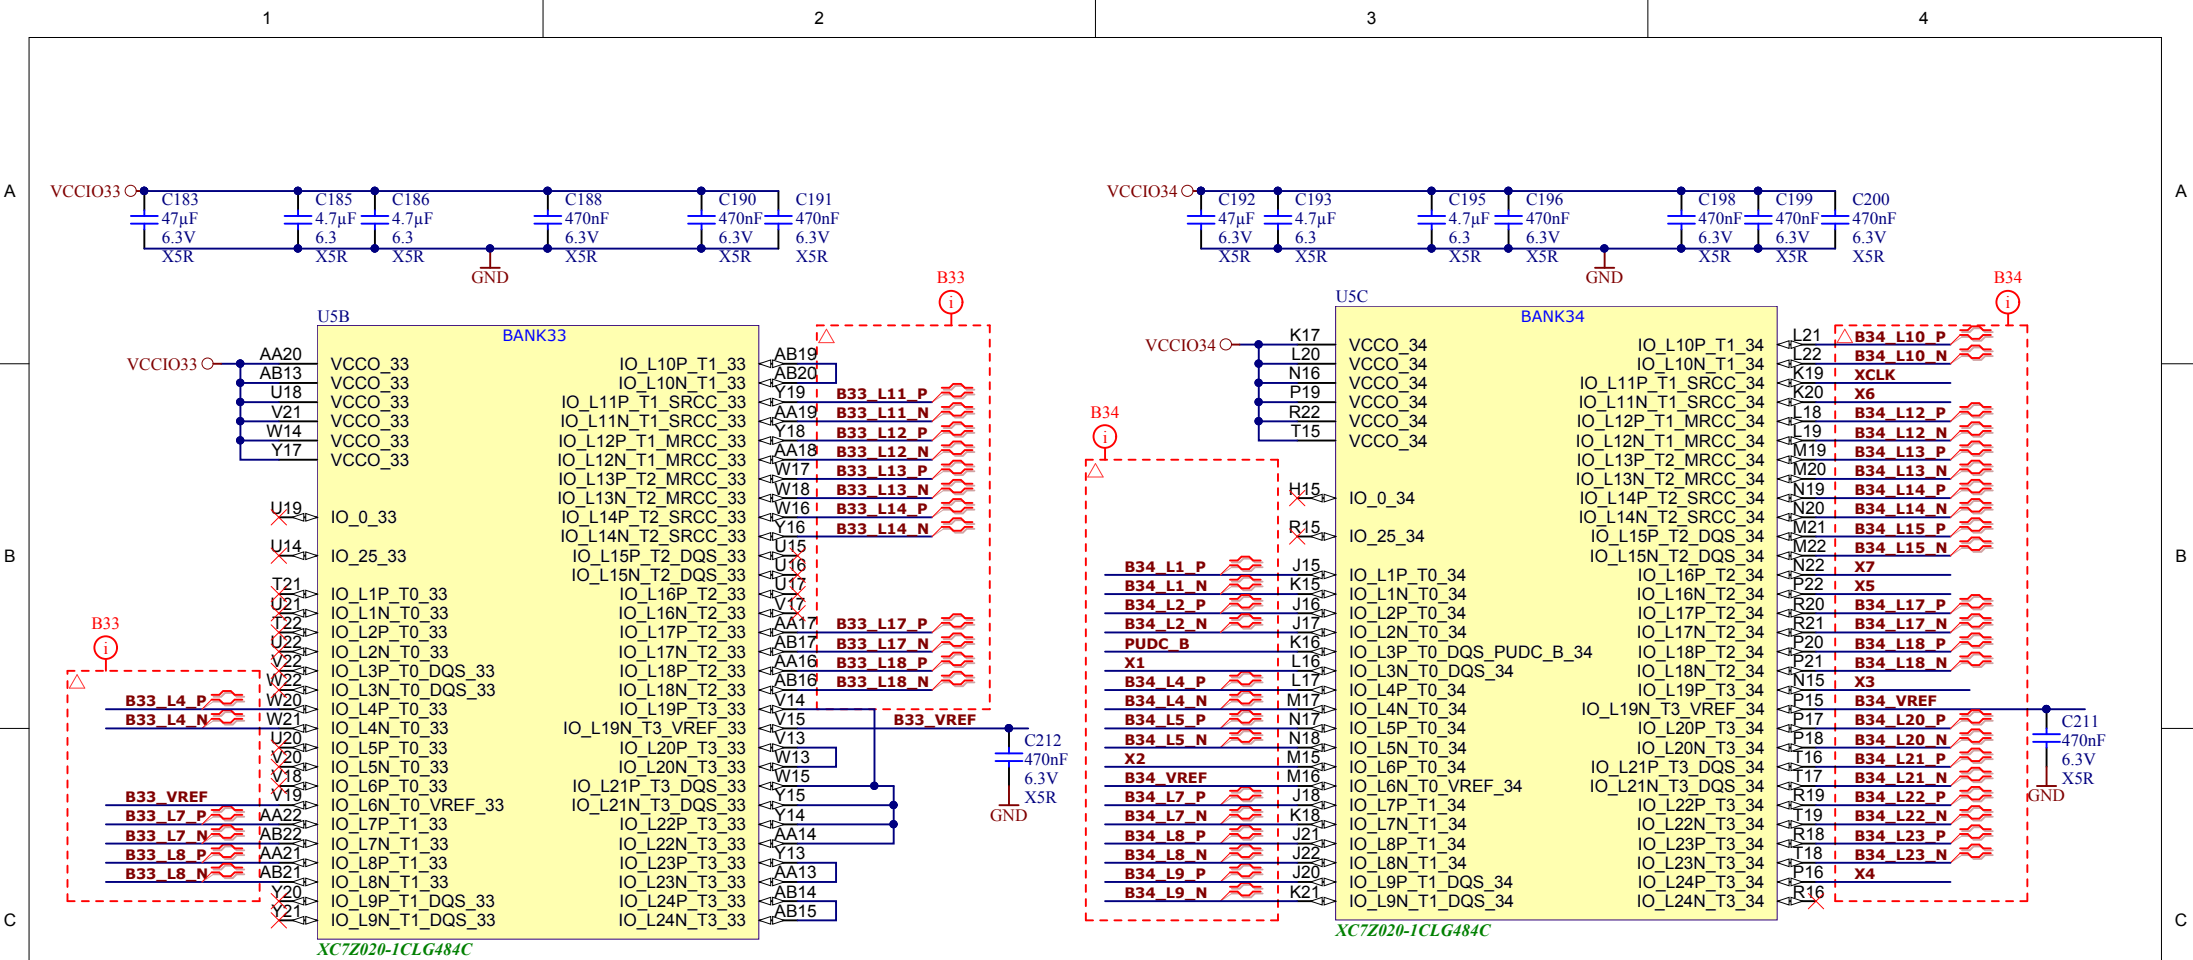 1 2 3 4
A A
B B
C C
VCCIO33
C183 47µF 6.3V X5R
C185 4.7µF 6.3 X5R
C186 4.7µF 6.3 X5R
C188 470nF 6.3V X5R
C190 470nF 6.3V X5R
C191 470nF 6.3V X5R
GND
VCCIO34
C192 47µF 6.3V X5R
C193 4.7µF 6.3 X5R
C195 4.7µF 6.3 X5R
C196 470nF 6.3V X5R
C198 470nF 6.3V X5R
C199 470nF 6.3V X5R
C200 470nF 6.3V X5R
GND
U5B
BANK33
VCCIO33
AA20 VCCO_33
AB13 VCCO_33
U18 VCCO_33
V21 VCCO_33
W14 VCCO_33
Y17 VCCO_33
U19 IO_0_33
U14 IO_25_33
B33
i
T21 IO_L1P_T0_33
U21 IO_L1N_T0_33
T22 IO_L2P_T0_33
U22 IO_L2N_T0_33
V22 IO_L3P_T0_DQS_33
W22 IO_L3N_T0_DQS_33
B33_L4_P W20 IO_L4P_T0_33
B33_L4_N W21 IO_L4N_T0_33
U20 IO_L5P_T0_33
V20 IO_L5N_T0_33
V18 IO_L6P_T0_33
B33_VREF V19 IO_L6N_T0_VREF_33
B33_L7_P AA22 IO_L7P_T1_33
B33_L7_N AB22 IO_L7N_T1_33
B33_L8_P AA21 IO_L8P_T1_33
B33_L8_N AB21 IO_L8N_T1_33
Y20 IO_L9P_T1_DQS_33
Y21 IO_L9N_T1_DQS_33
B33
i
IO_L10P_T1_33 AB19
IO_L10N_T1_33 AB20
IO_L11P_T1_SRCC_33 Y19 B33_L11_P
IO_L11N_T1_SRCC_33 AA19 B33_L11_N
IO_L12P_T1_MRCC_33 Y18 B33_L12_P
IO_L12N_T1_MRCC_33 AA18 B33_L12_N
IO_L13P_T2_MRCC_33 W17 B33_L13_P
IO_L13N_T2_MRCC_33 W18 B33_L13_N
IO_L14P_T2_SRCC_33 W16 B33_L14_P
IO_L14N_T2_SRCC_33 Y16 B33_L14_N
IO_L15P_T2_DQS_33 U15
IO_L15N_T2_DQS_33 U16
IO_L16P_T2_33 U17
IO_L16N_T2_33 V17
IO_L17P_T2_33 AA17 B33_L17_P
IO_L17N_T2_33 AB17 B33_L17_N
IO_L18P_T2_33 AA16 B33_L18_P
IO_L18N_T2_33 AB16 B33_L18_N
IO_L19P_T3_33 V14
IO_L19N_T3_VREF_33 V15 B33_VREF
IO_L20P_T3_33 V13
IO_L20N_T3_33 W13
IO_L21P_T3_DQS_33 W15
IO_L21N_T3_DQS_33 Y15
IO_L22P_T3_33 Y14
IO_L22N_T3_33 AA14
IO_L23P_T3_33 Y13
IO_L23N_T3_33 AA13
IO_L24P_T3_33 AB14
IO_L24N_T3_33 AB15
C212 470nF 6.3V X5R
GND
XC7Z020-1CLG484C
U5C
BANK34
VCCIO34
K17 VCCO_34
L20 VCCO_34
N16 VCCO_34
P19 VCCO_34
R22 VCCO_34
T15 VCCO_34
H15 IO_0_34
R15 IO_25_34
B34
i
B34_L1_P J15 IO_L1P_T0_34
B34_L1_N K15 IO_L1N_T0_34
B34_L2_P J16 IO_L2P_T0_34
B34_L2_N J17 IO_L2N_T0_34
PUDC_B K16 IO_L3P_T0_DQS_PUDC_B_34
X1 L16 IO_L3N_T0_DQS_34
B34_L4_P L17 IO_L4P_T0_34
B34_L4_N M17 IO_L4N_T0_34
B34_L5_P N17 IO_L5P_T0_34
B34_L5_N N18 IO_L5N_T0_34
X2 M15 IO_L6P_T0_34
B34_VREF M16 IO_L6N_T0_VREF_34
B34_L7_P J18 IO_L7P_T1_34
B34_L7_N K18 IO_L7N_T1_34
B34_L8_P J21 IO_L8P_T1_34
B34_L8_N J22 IO_L8N_T1_34
B34_L9_P J20 IO_L9P_T1_DQS_34
B34_L9_N K21 IO_L9N_T1_DQS_34
B34
i
IO_L10P_T1_34 L21 B34_L10_P
IO_L10N_T1_34 L22 B34_L10_N
IO_L11P_T1_SRCC_34 K19 XCLK
IO_L11N_T1_SRCC_34 K20 X6
IO_L12P_T1_MRCC_34 L18 B34_L12_P
IO_L12N_T1_MRCC_34 L19 B34_L12_N
IO_L13P_T2_MRCC_34 M19 B34_L13_P
IO_L13N_T2_MRCC_34 M20 B34_L13_N
IO_L14P_T2_SRCC_34 N19 B34_L14_P
IO_L14N_T2_SRCC_34 N20 B34_L14_N
IO_L15P_T2_DQS_34 M21 B34_L15_P
IO_L15N_T2_DQS_34 M22 B34_L15_N
IO_L16P_T2_34 N22 X7
IO_L16N_T2_34 P22 X5
IO_L17P_T2_34 R20 B34_L17_P
IO_L17N_T2_34 R21 B34_L17_N
IO_L18P_T2_34 P20 B34_L18_P
IO_L18N_T2_34 P21 B34_L18_N
IO_L19P_T3_34 N15 X3
IO_L19N_T3_VREF_34 P15 B34_VREF
IO_L20P_T3_34 P17 B34_L20_P
IO_L20N_T3_34 P18 B34_L20_N
IO_L21P_T3_DQS_34 T16 B34_L21_P
IO_L21N_T3_DQS_34 T17 B34_L21_N
IO_L22P_T3_34 R19 B34_L22_P
IO_L22N_T3_34 T19 B34_L22_N
IO_L23P_T3_34 R18 B34_L23_P
IO_L23N_T3_34 T18 B34_L23_N
IO_L24P_T3_34 P16 X4
IO_L24N_T3_34 R16
C211 470nF 6.3V X5R
GND
XC7Z020-1CLG484C